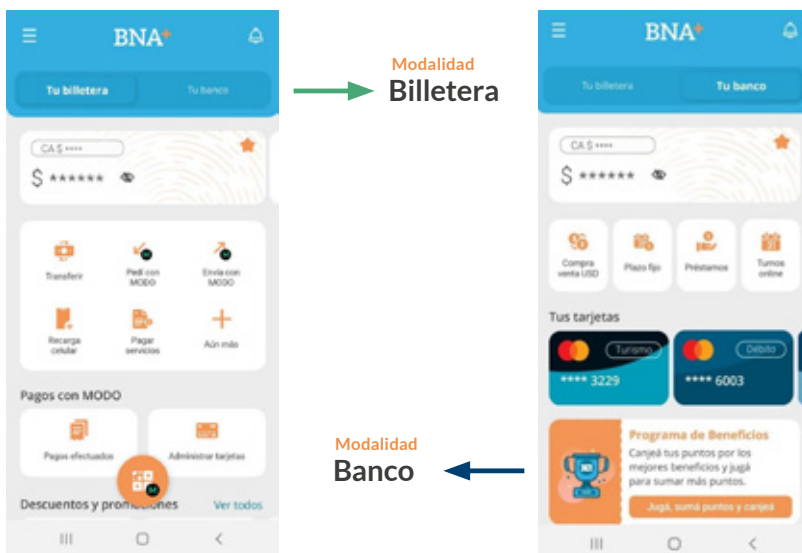 BNA+
Tu billetera
Tu banco
CA $ ****
$ ******
Transferir
Pedí con
MODO
Envía con
MODO
Recarga
celular
Pagar
servicios
Aún más
Pagos con MODO
Pagos efectuados
Administrar tarjetas
Descuentos y promociones
Ver todos
Modalidad
Billetera
Modalidad
Banco
BNA+
Tu billetera
Tu banco
CA $ ****
$ ******
Compra
venta USD
Plazo fijo
Préstamos
Turnos
online
Tus tarjetas
Turismo
**** 3229
Débito
**** 6003
Programa de Beneficios
Canjeá tus puntos por los
mejores beneficios y jugá
para sumar más puntos.
Jugá, sumá puntos y canjeá